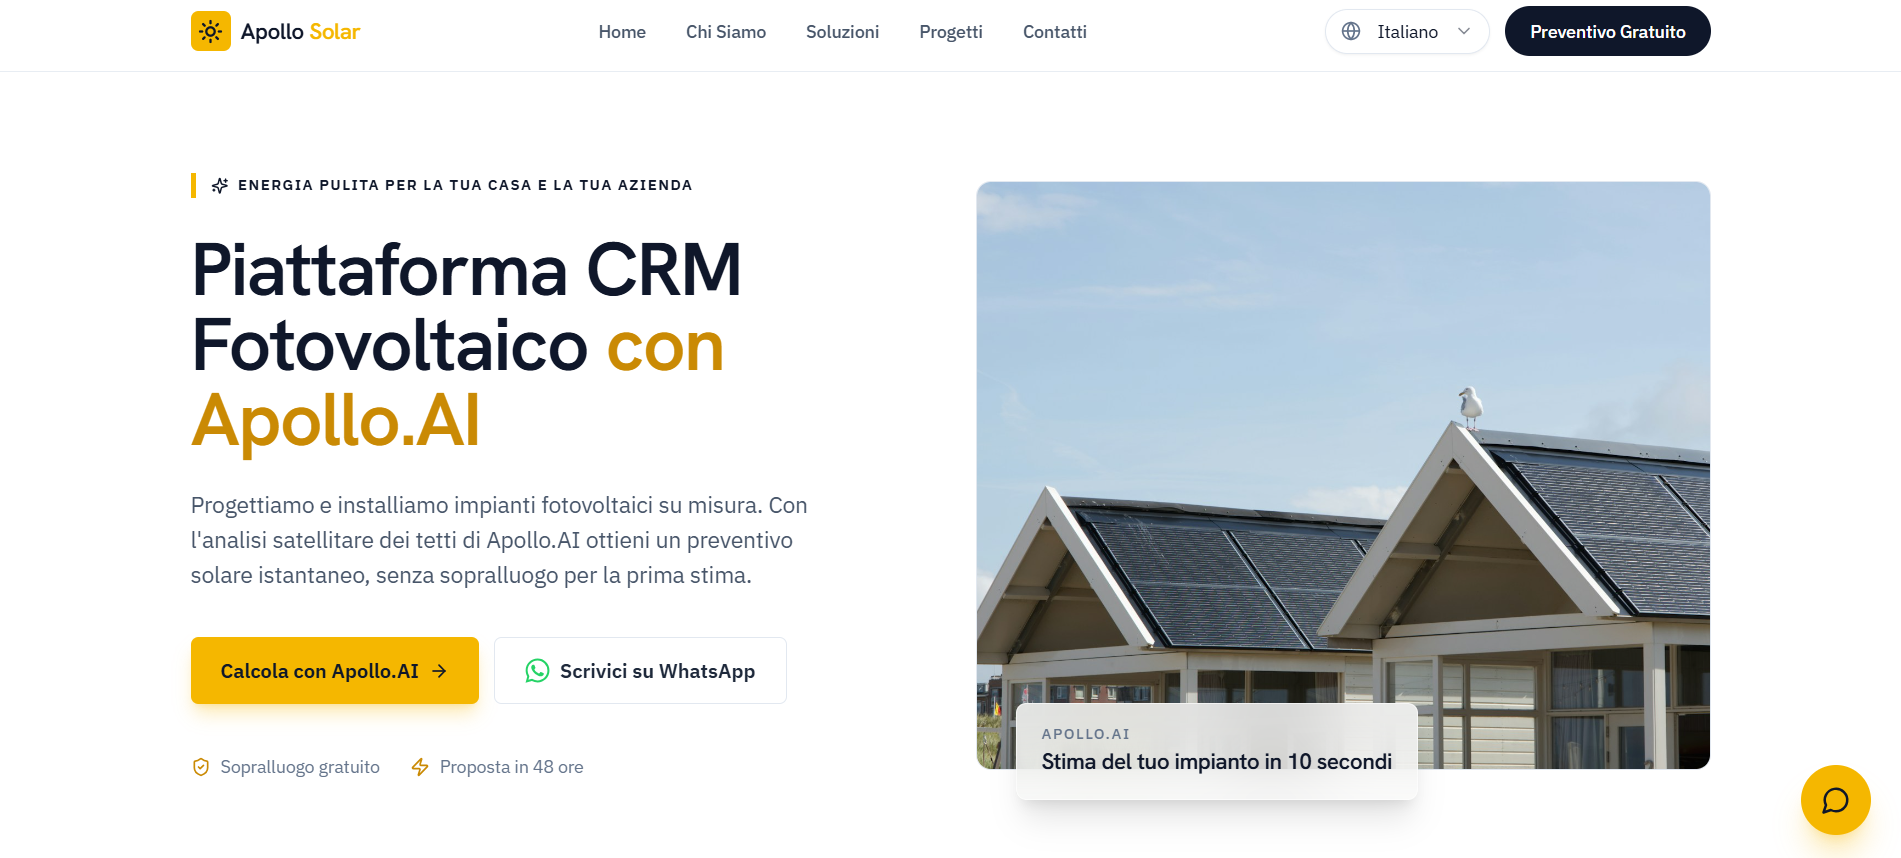 Apollo Solar
Home
Chi Siamo
Soluzioni
Progetti
Contatti
Italiano
Preventivo Gratuito
ENERGIA PULITA PER LA TUA CASA E LA TUA AZIENDA
Piattaforma CRM
Fotovoltaico con
Apollo.AI
Progettiamo e installiamo impianti fotovoltaici su misura. Con
l'analisi satellitare dei tetti di Apollo.AI ottieni un preventivo
solare istantaneo, senza sopralluogo per la prima stima.
Calcola con Apollo.AI
Scrivici su WhatsApp
Sopralluogo gratuito
Proposta in 48 ore
APOLLO.AI
Stima del tuo impianto in 10 secondi